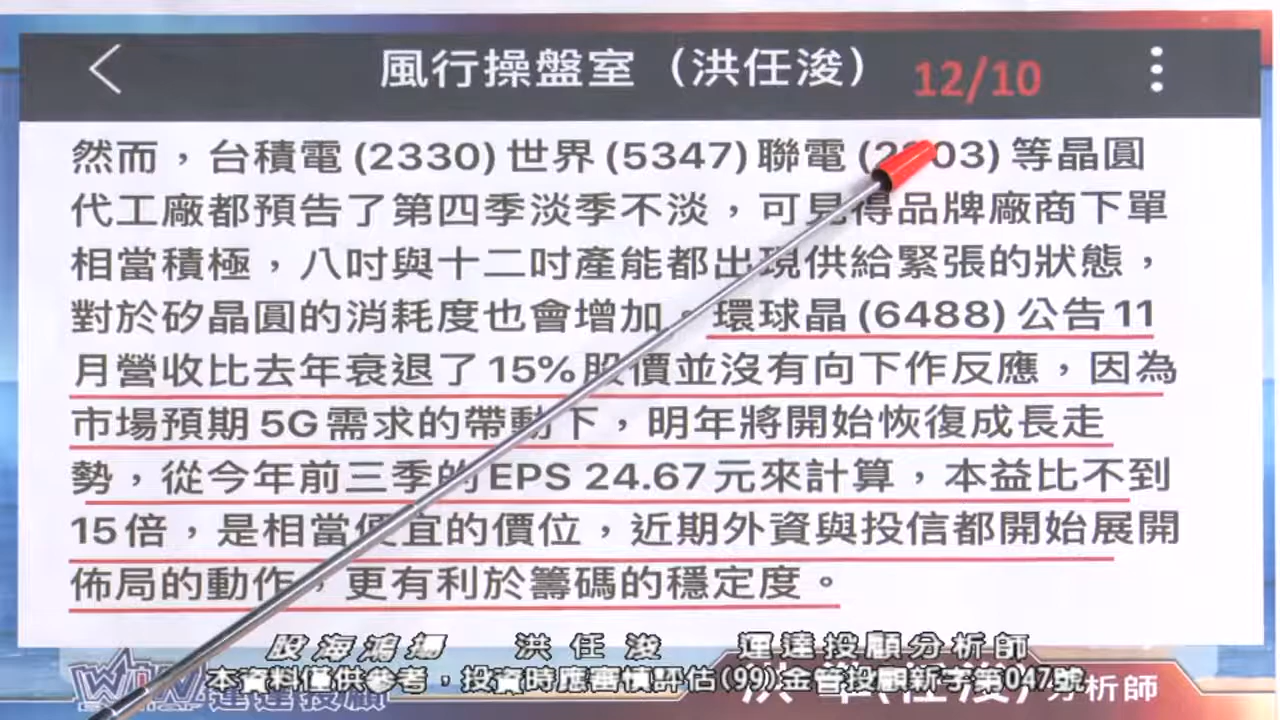 風行操盤室（洪任浚） 12/10
然而，台積電(2330)世界(5347)聯電(2303)等晶圓
代工廠都預告了第四季淡季不淡，可見得品牌廠商下單
相當積極，八吋與十二吋產能都出現供給緊張的狀態，
對於矽晶圓的消耗度也會增加。環球晶(6488)公告11
月營收比去年衰退了15%股價並沒有向下作反應，因為
市場預期5G需求的帶動下，明年將開始恢復成長走
勢，從今年前三季的EPS 24.67元來計算，本益比不到
15倍，是相當便宜的價位，近期外資與投信都開始展開
佈局的動作，更有利於籌碼的穩定度。
股海鴻揚 洪任浚 運達投顧分析師
本資料僅供參考，投資時應審慎評估(99)金管投顧新字第047號
WIN 運達投顧
分析師